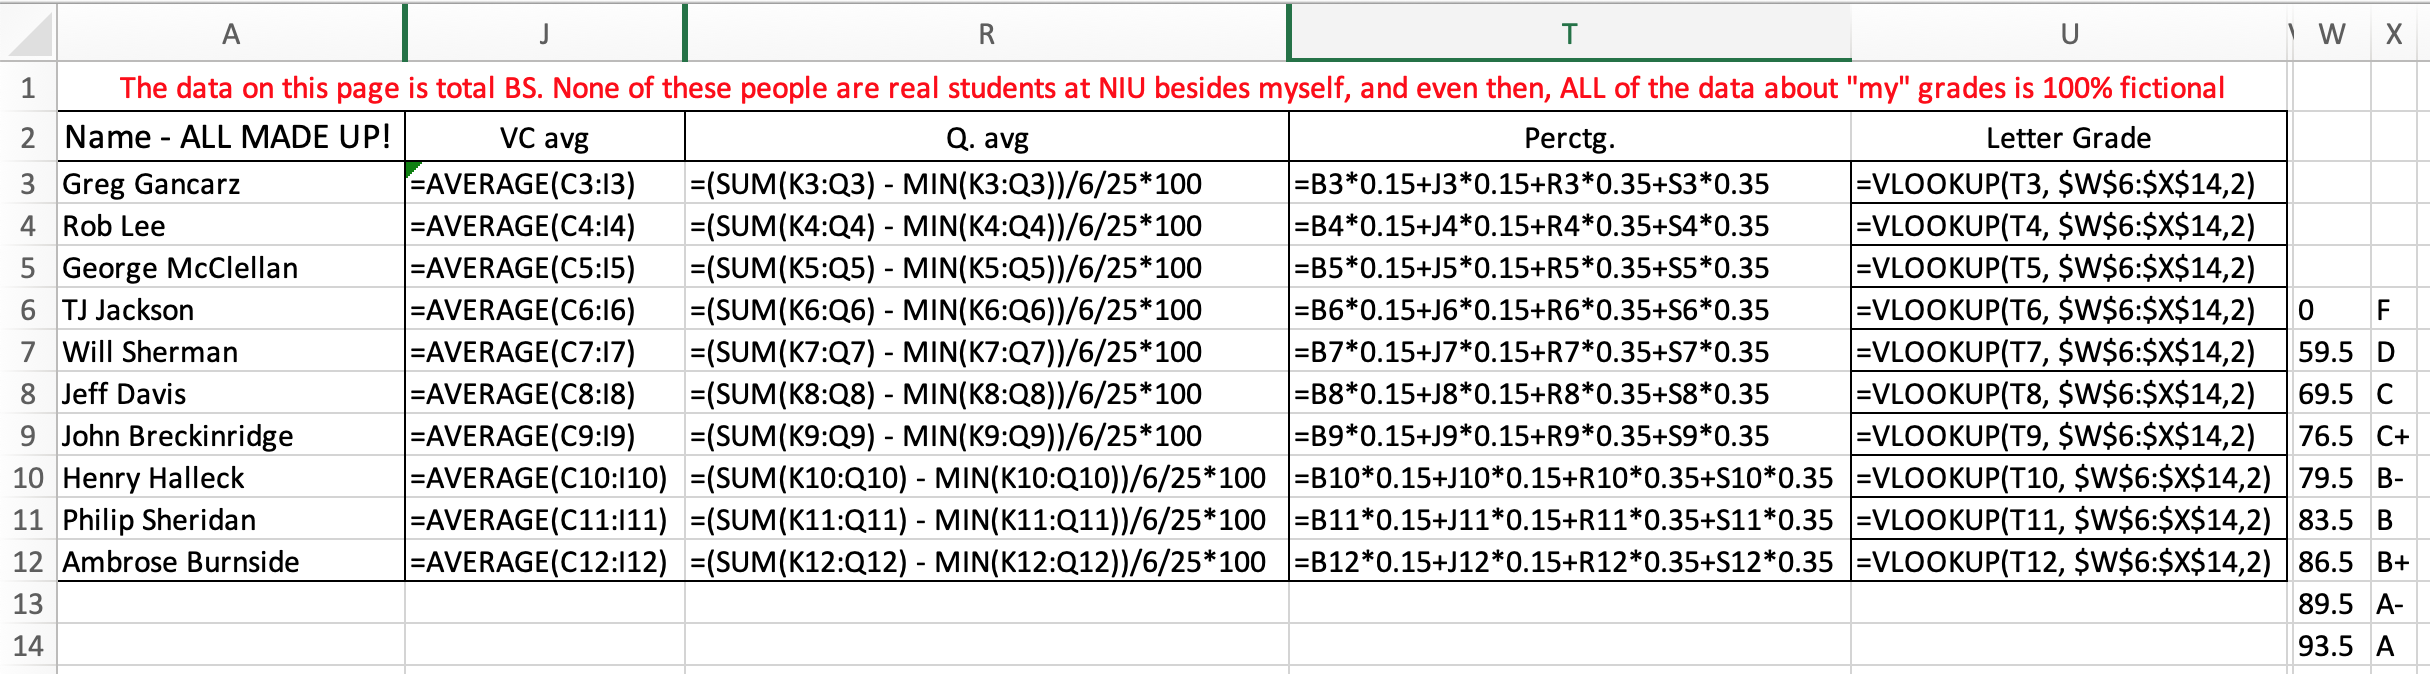 A J R T U W X
1 The data on this page is total BS. None of these people are real students at NIU besides myself, and even then, ALL of the data about "my" grades is 100% fictional
2 Name - ALL MADE UP! VC avg Q. avg Perctg. Letter Grade
3 Greg Gancarz =AVERAGE(C3:I3) =(SUM(K3:Q3) - MIN(K3:Q3))/6/25*100 =B3*0.15+J3*0.15+R3*0.35+S3*0.35 =VLOOKUP(T3, $W$6:$X$14,2)
4 Rob Lee =AVERAGE(C4:I4) =(SUM(K4:Q4) - MIN(K4:Q4))/6/25*100 =B4*0.15+J4*0.15+R4*0.35+S4*0.35 =VLOOKUP(T4, $W$6:$X$14,2)
5 George McClellan =AVERAGE(C5:I5) =(SUM(K5:Q5) - MIN(K5:Q5))/6/25*100 =B5*0.15+J5*0.15+R5*0.35+S5*0.35 =VLOOKUP(T5, $W$6:$X$14,2)
6 TJ Jackson =AVERAGE(C6:I6) =(SUM(K6:Q6) - MIN(K6:Q6))/6/25*100 =B6*0.15+J6*0.15+R6*0.35+S6*0.35 =VLOOKUP(T6, $W$6:$X$14,2) 0 F
7 Will Sherman =AVERAGE(C7:I7) =(SUM(K7:Q7) - MIN(K7:Q7))/6/25*100 =B7*0.15+J7*0.15+R7*0.35+S7*0.35 =VLOOKUP(T7, $W$6:$X$14,2) 59.5 D
8 Jeff Davis =AVERAGE(C8:I8) =(SUM(K8:Q8) - MIN(K8:Q8))/6/25*100 =B8*0.15+J8*0.15+R8*0.35+S8*0.35 =VLOOKUP(T8, $W$6:$X$14,2) 69.5 C
9 John Breckinridge =AVERAGE(C9:I9) =(SUM(K9:Q9) - MIN(K9:Q9))/6/25*100 =B9*0.15+J9*0.15+R9*0.35+S9*0.35 =VLOOKUP(T9, $W$6:$X$14,2) 76.5 C+
10 Henry Halleck =AVERAGE(C10:I10) =(SUM(K10:Q10) - MIN(K10:Q10))/6/25*100 =B10*0.15+J10*0.15+R10*0.35+S10*0.35 =VLOOKUP(T10, $W$6:$X$14,2) 79.5 B-
11 Philip Sheridan =AVERAGE(C11:I11) =(SUM(K11:Q11) - MIN(K11:Q11))/6/25*100 =B11*0.15+J11*0.15+R11*0.35+S11*0.35 =VLOOKUP(T11, $W$6:$X$14,2) 83.5 B
12 Ambrose Burnside =AVERAGE(C12:I12) =(SUM(K12:Q12) - MIN(K12:Q12))/6/25*100 =B12*0.15+J12*0.15+R12*0.35+S12*0.35 =VLOOKUP(T12, $W$6:$X$14,2) 86.5 B+
13 89.5 A-
14 93.5 A